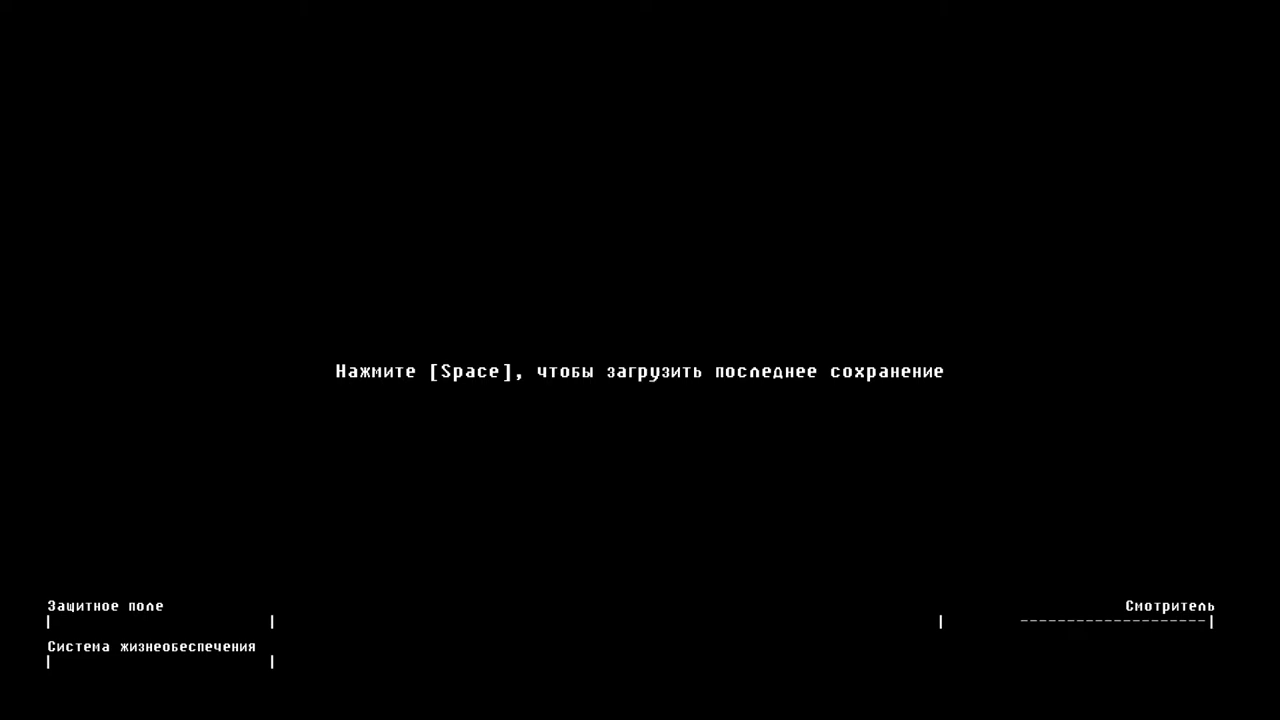 Нажмите [Space], чтобы загрузить последнее сохранение
Защитное поле
Смотритель
Система жизнеобеспечения